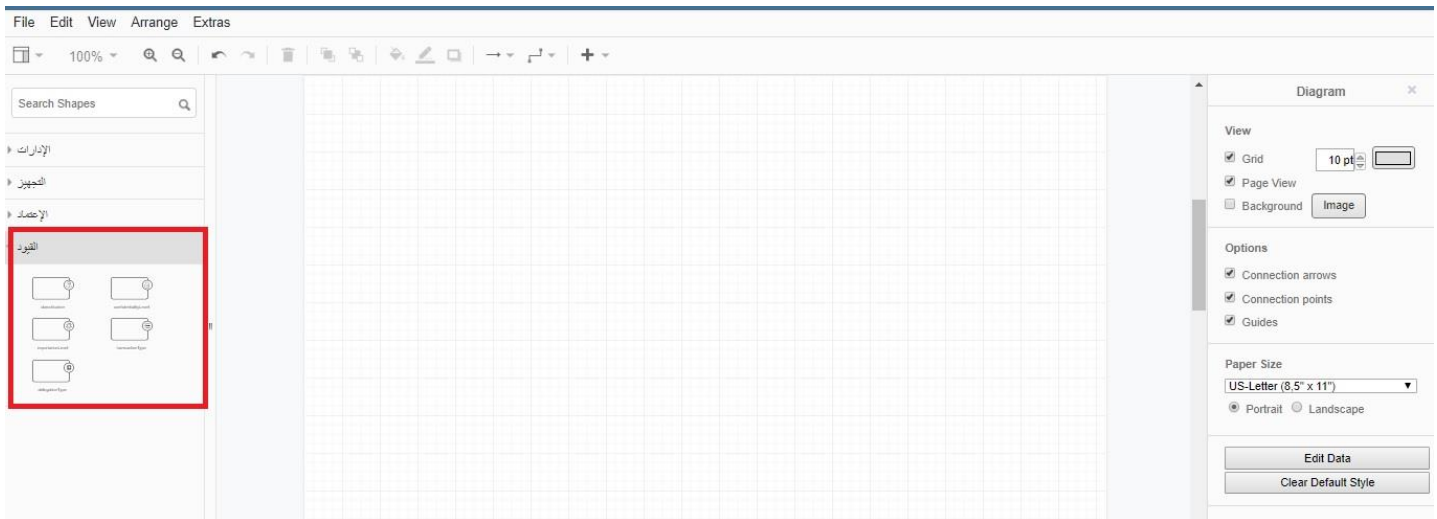 File Edit View Arrange Extras
100%
Search Shapes
الإدارات
التجهيز
الإعتماد
القيود
Diagram
View
Grid 10 pt
Page View
Background Image
Options
Connection arrows
Connection points
Guides
Paper Size
US-Letter (8,5" x 11")
Portrait Landscape
Edit Data
Clear Default Style